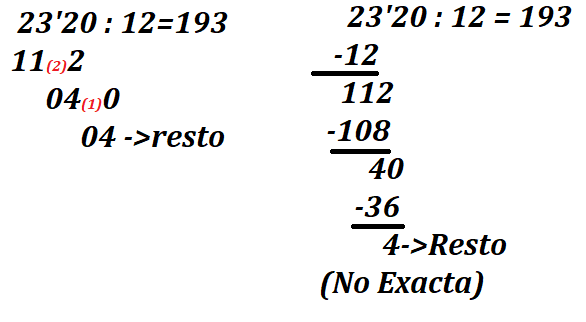 23'20 : 12=193
11(2)2
04(1)0
04 ->resto
23'20 : 12 = 193
-12
112
-108
40
-36
4->Resto
(No Exacta)